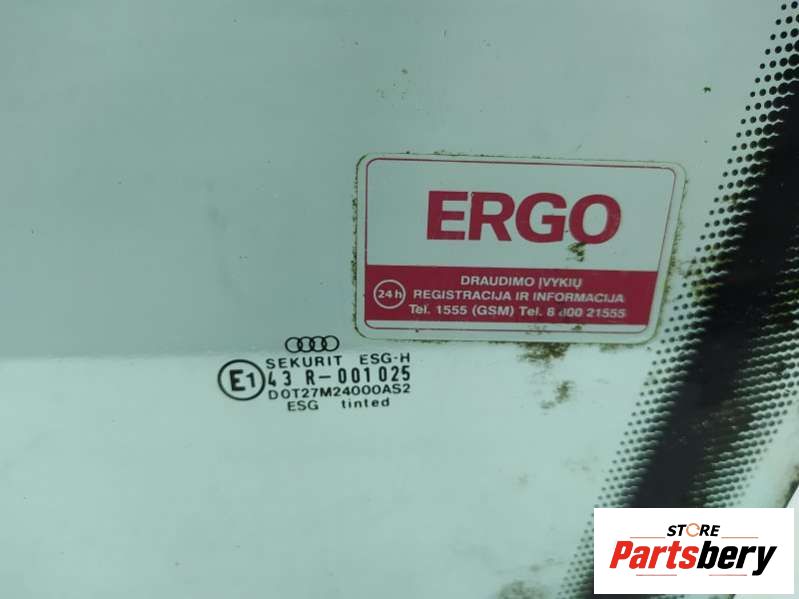 ERGO
24 h
DRAUDIMO ĮVYKIŲ
REGISTRACIJA IR INFORMACIJA
Tel. 1555 (GSM) Tel. 8 800 21555
SEKURIT ESG-H
E1 43 R-001025
DOT27M24000AS2
ESG tinted
STORE
Partsbery